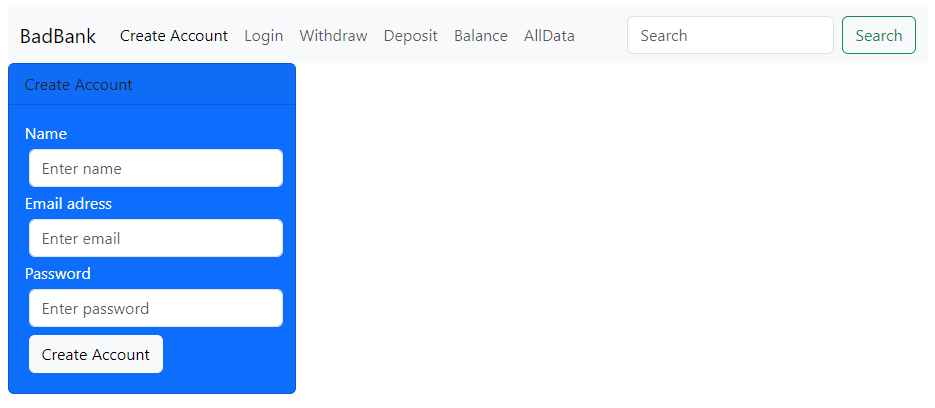 BadBank Create Account Login Withdraw Deposit Balance AllData Search Search
Create Account
Name
Enter name
Email adress
Enter email
Password
Enter password
Create Account